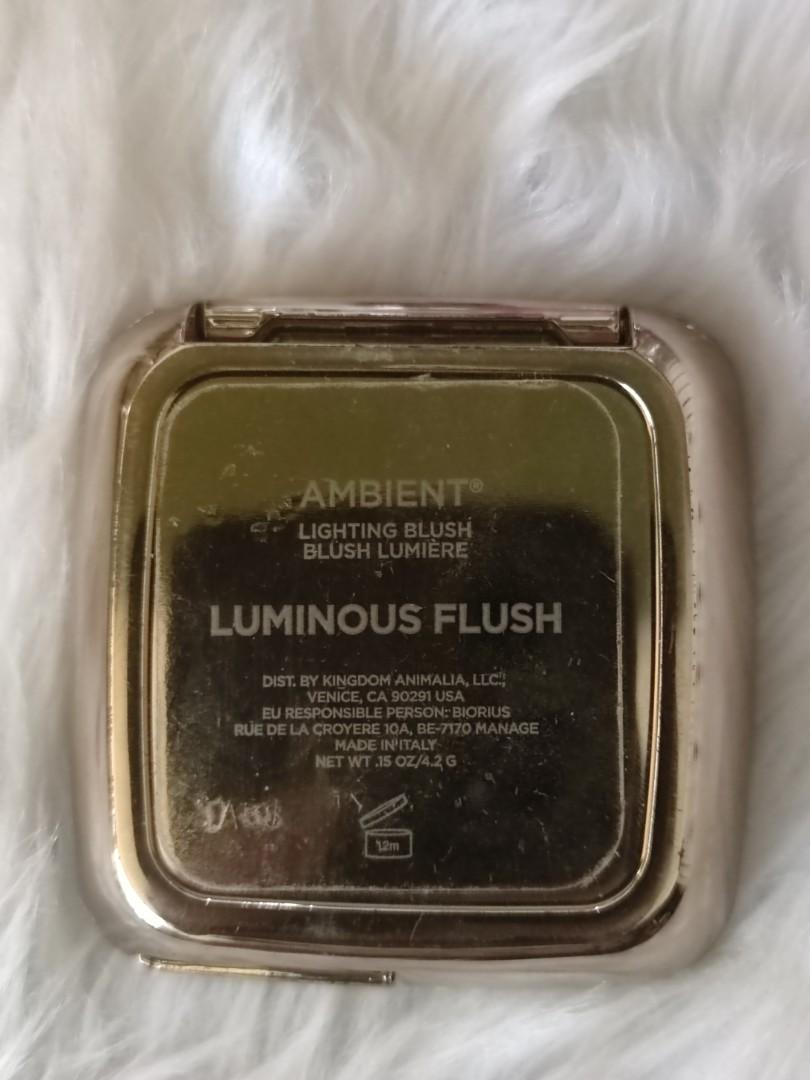 AMBIENT®
LIGHTING BLUSH
BLUSH LUMIÈRE
LUMINOUS FLUSH
DIST. BY KINGDOM ANIMALIA, LLC.,
VENICE, CA 90291 USA
EU RESPONSIBLE PERSON: BIORIUS
RUE DE LA CROYERE 10A, BE-7170 MANAGE
MADE IN ITALY
NET WT .15 OZ/4.2 G
12m